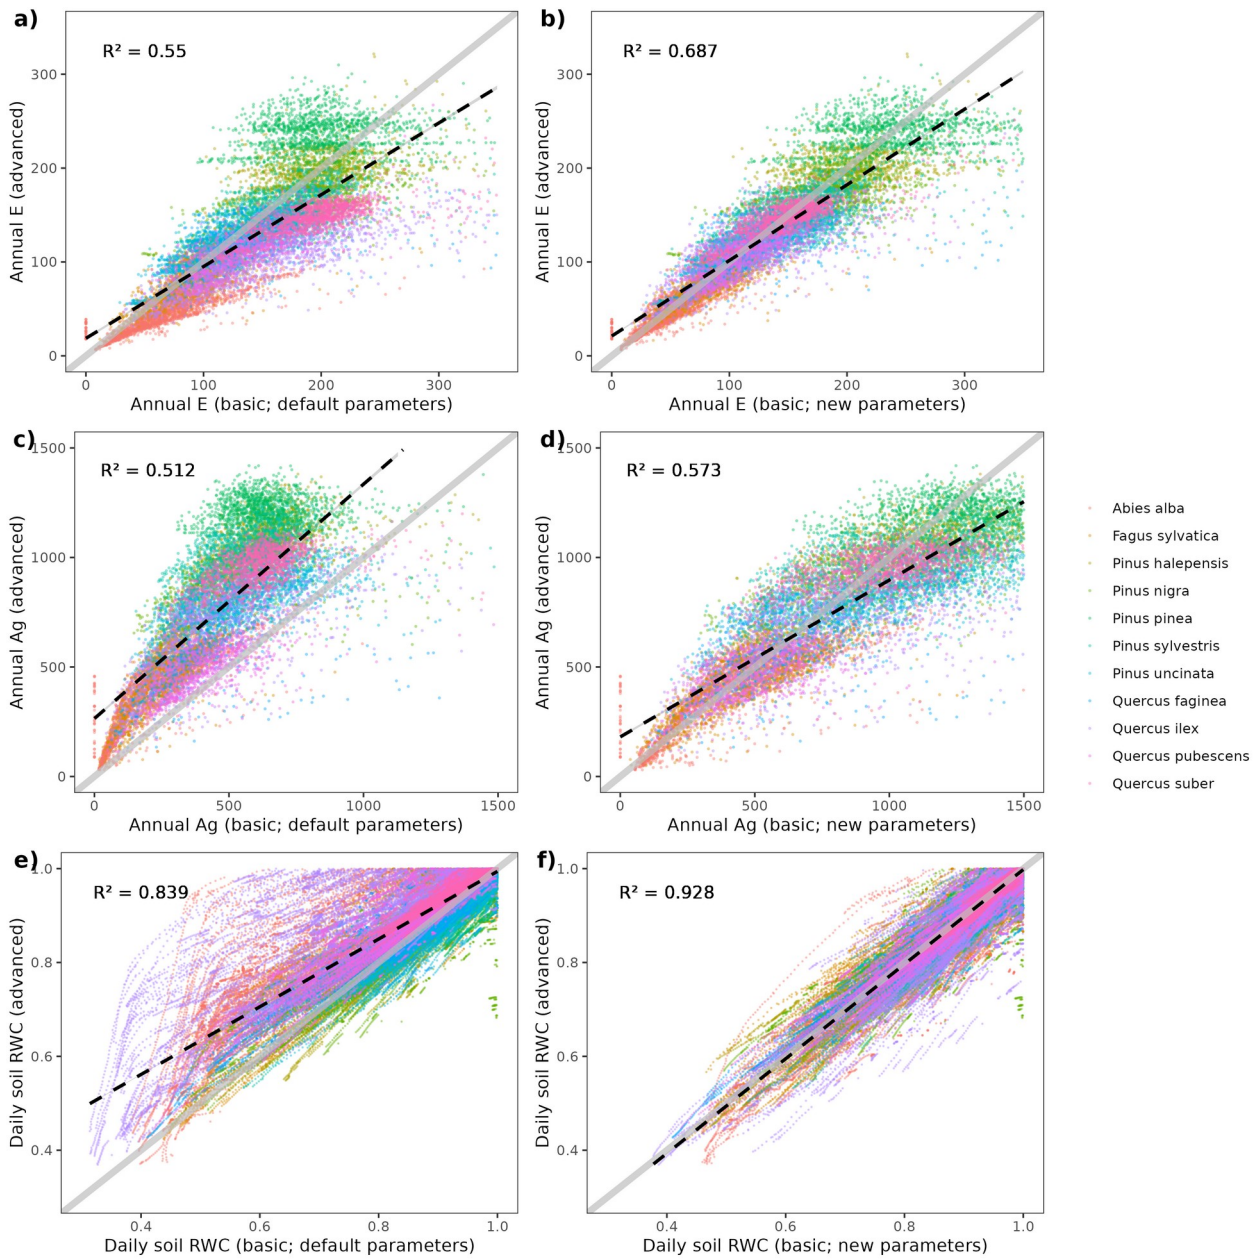 a)
R² = 0.55
300
200
100
0
0 100 200 300
Annual E (advanced)
Annual E (basic; default parameters)
b)
R² = 0.687
300
200
100
0
0 100 200 300
Annual E (advanced)
Annual E (basic; new parameters)
c)
R² = 0.512
1500
1000
500
0
0 500 1000 1500
Annual Ag (advanced)
Annual Ag (basic; default parameters)
d)
R² = 0.573
1500
1000
500
0
0 500 1000 1500
Annual Ag (advanced)
Annual Ag (basic; new parameters)
Abies alba
Fagus sylvatica
Pinus halepensis
Pinus nigra
Pinus pinea
Pinus sylvestris
Pinus uncinata
Quercus faginea
Quercus ilex
Quercus pubescens
Quercus suber
e)
R² = 0.839
1.0
0.8
0.6
0.4
0.4 0.6 0.8 1.0
Daily soil RWC (advanced)
Daily soil RWC (basic; default parameters)
f)
R² = 0.928
1.0
0.8
0.6
0.4
0.4 0.6 0.8 1.0
Daily soil RWC (advanced)
Daily soil RWC (basic; new parameters)